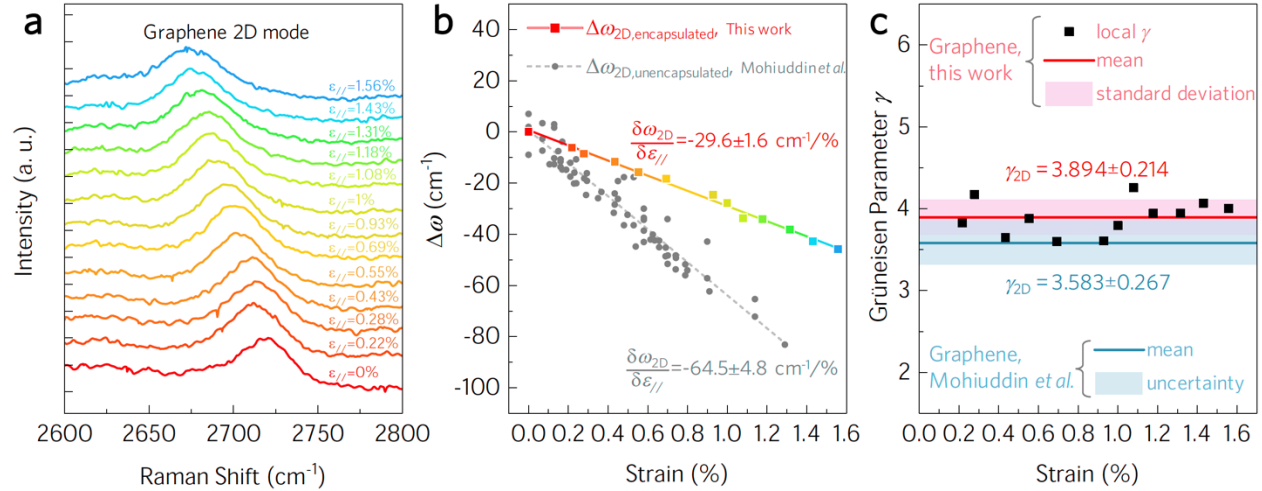 a
Graphene 2D mode
ε//=1.56%
ε//=1.43%
ε//=1.31%
ε//=1.18%
ε//=1.08%
ε//=1%
ε//=0.93%
ε//=0.69%
ε//=0.55%
ε//=0.43%
ε//=0.28%
ε//=0.22%
ε//=0%
Intensity (a. u.)
2600 2650 2700 2750 2800
Raman Shift (cm⁻¹)
b
Δω2D,encapsulated, This work
Δω2D,unencapsulated, Mohiuddin et al.
δω2D/δε// =-29.6±1.6 cm⁻¹/%
δω2D/δε// =-64.5±4.8 cm⁻¹/%
40
20
0
-20
-40
-60
-80
-100
Δω (cm⁻¹)
0.0 0.2 0.4 0.6 0.8 1.0 1.2 1.4 1.6
Strain (%)
c
Graphene,
this work
local γ
mean
standard deviation
γ2D=3.894±0.214
γ2D=3.583±0.267
Graphene,
Mohiuddin et al.
mean
uncertainty
6
5
4
3
2
Grüneisen Parameter γ
0.0 0.2 0.4 0.6 0.8 1.0 1.2 1.4 1.6
Strain (%)